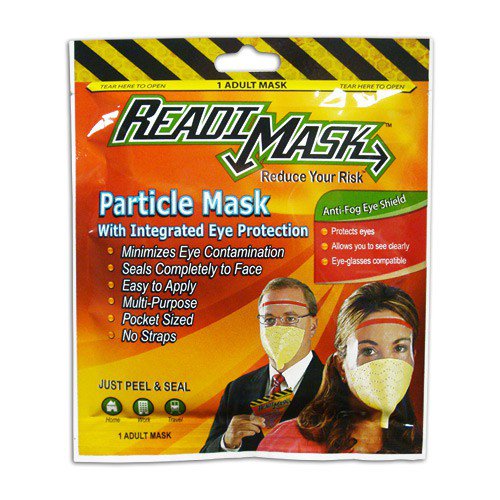 TEAR HERE TO OPEN 1 ADULT MASK TEAR HERE TO OPEN
READIMASK™
Reduce Your Risk
Particle Mask
With Integrated Eye Protection
• Minimizes Eye Contamination
• Seals Completely to Face
• Easy to Apply
• Multi-Purpose
• Pocket Sized
• No Straps
Anti-Fog Eye Shield
• Protects eyes
• Allows you to see clearly
• Eye-glasses compatible
JUST PEEL & SEAL
Home Work Travel
1 ADULT MASK
READIMASK